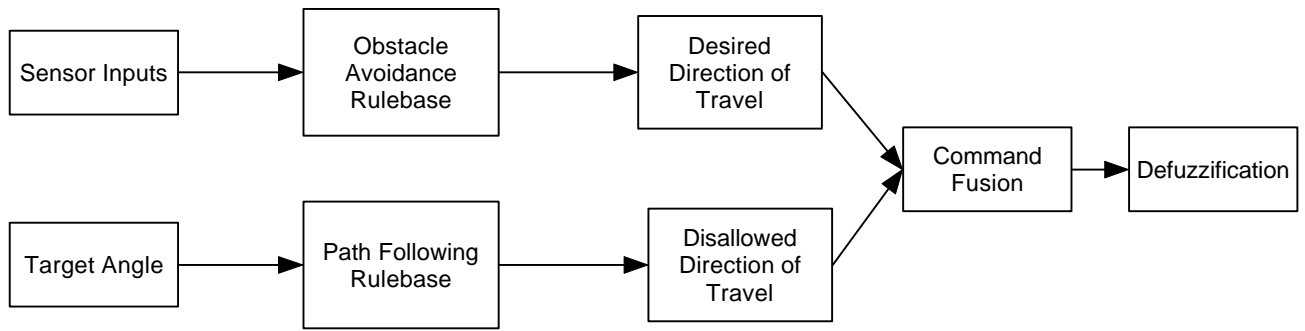 Sensor Inputs
Obstacle
Avoidance
Rulebase
Desired
Direction of
Travel
Command
Fusion
Defuzzification
Target Angle
Path Following
Rulebase
Disallowed
Direction of
Travel